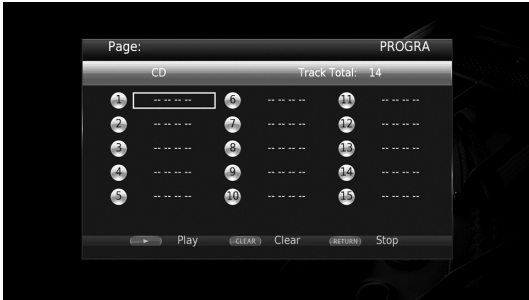 Page: PROGRA
CD Track Total: 14
1 -- -- -- -- 6 -- -- -- -- 11 -- -- -- --
2 -- -- -- -- 7 -- -- -- -- 12 -- -- -- --
3 -- -- -- -- 8 -- -- -- -- 13 -- -- -- --
4 -- -- -- -- 9 -- -- -- -- 14 -- -- -- --
5 -- -- -- -- 10 -- -- -- -- 15 -- -- -- --
Play CLEAR Clear RETURN Stop